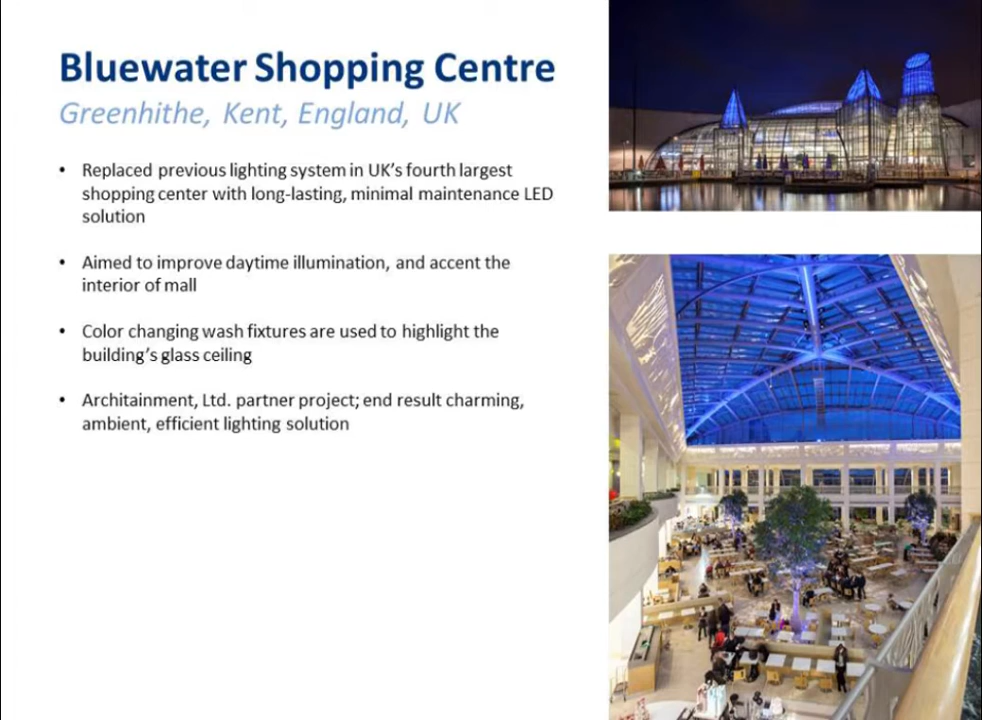 Bluewater Shopping Centre
Greenhithe, Kent, England, UK
• Replaced previous lighting system in UK's fourth largest
shopping center with long-lasting, minimal maintenance LED
solution
• Aimed to improve daytime illumination, and accent the
interior of mall
• Color changing wash fixtures are used to highlight the
building's glass ceiling
• Architainment, Ltd. partner project; end result charming,
ambient, efficient lighting solution